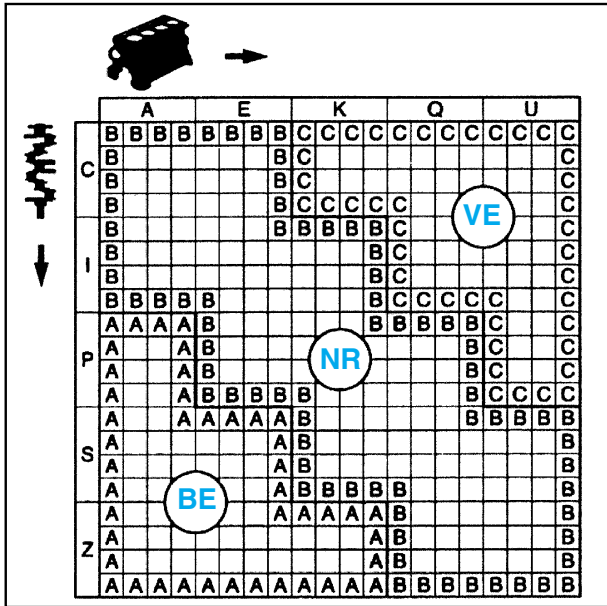 A E K Q U
B B B B B B B B C C C C C C C C C C C C
B B C C
C
B B C C
B B C C C C C C
VE
B B B B B B C C
B B C C
I
B B C C
B B B B B B C C C C C C
A A A A B B B B B B C C
A A B B C C
P NR
A A B B C C
A A B B B B B B C C C C
A A A A A A B B B B B B
A A B B
S
A A B B
A A B B B B B B
BE
A A A A A A B B
A A B B
Z
A A B B
A A A A A A A A A A A A B B B B B B B B